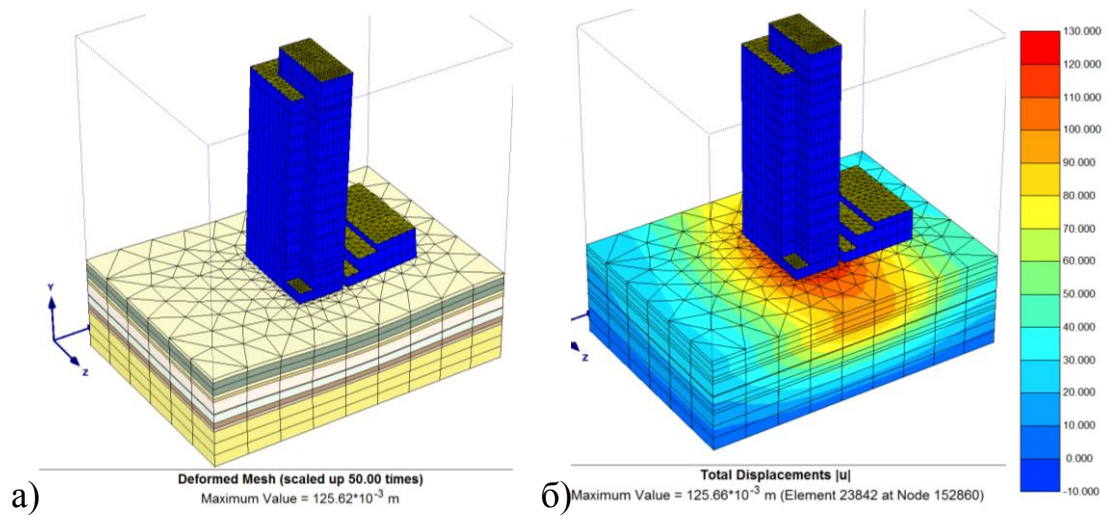 Y
Z
а)
Deformed Mesh (scaled up 50.00 times)
Maximum Value = 125.62*10⁻³ m
Z
б)
Total Displacements |u|
Maximum Value = 125.66*10⁻³ m (Element 23842 at Node 152860)
130.000
120.000
110.000
100.000
90.000
80.000
70.000
60.000
50.000
40.000
30.000
20.000
10.000
0.000
-10.000